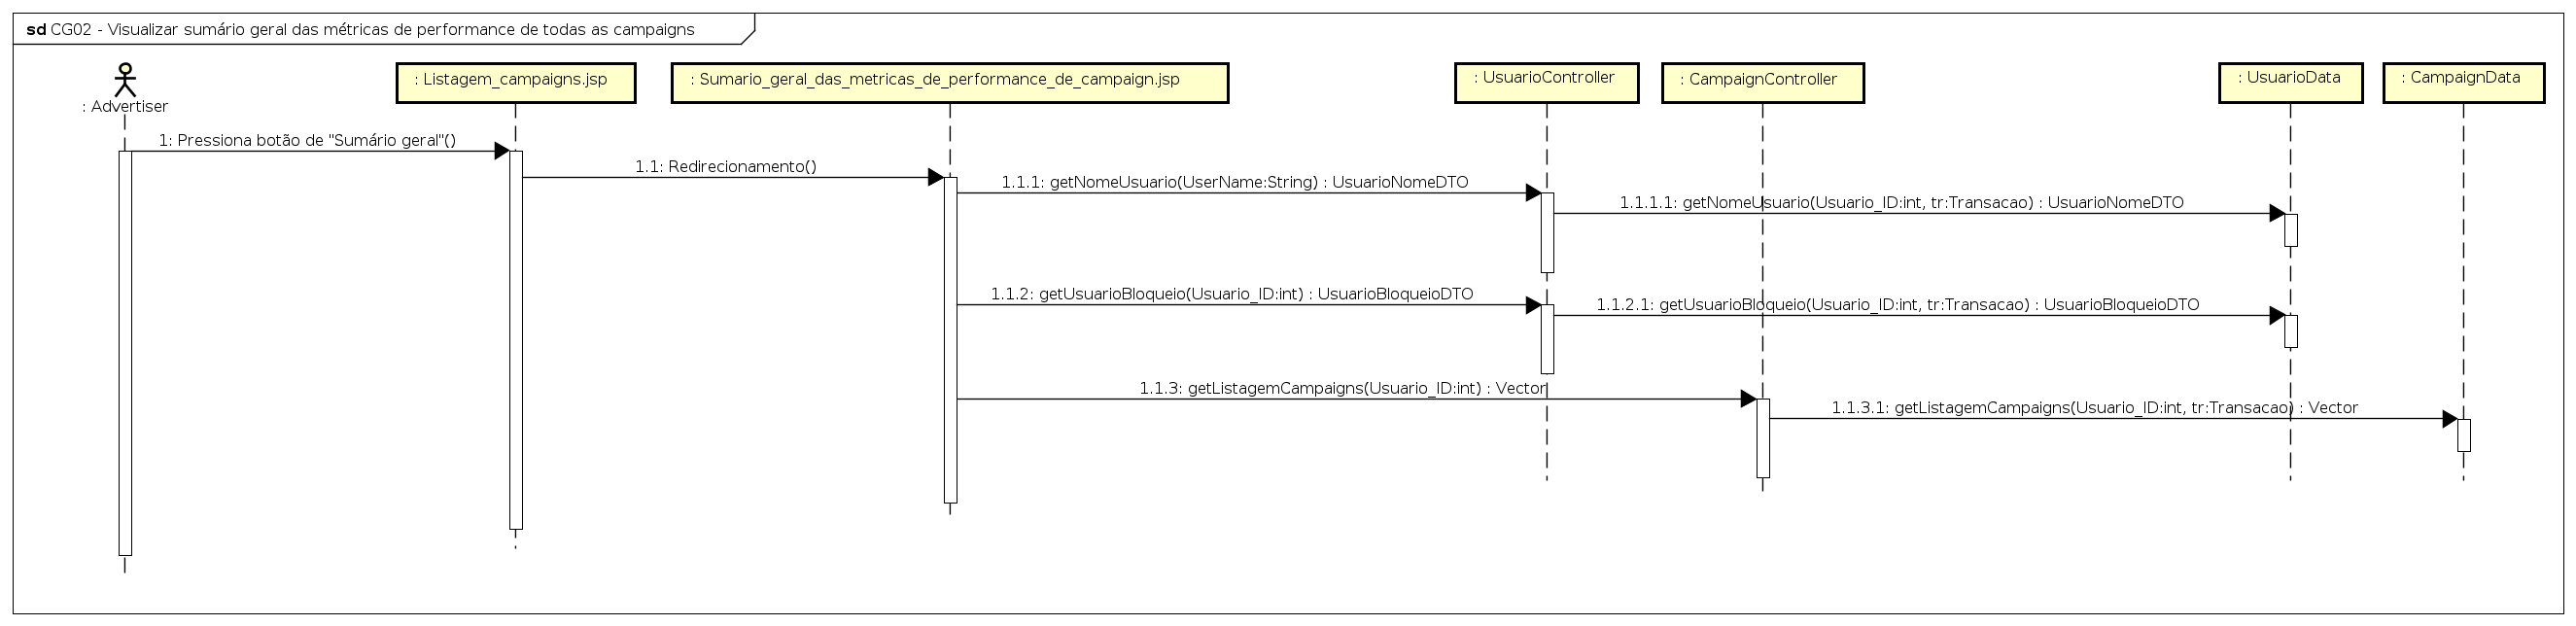 sd CG02 - Visualizar sumário geral das métricas de performance de todas as campaigns
: Advertiser
: Listagem_campaigns.jsp
: Sumario_geral_das_metricas_de_performance_de_campaign.jsp
: UsuarioController
: CampaignController
: UsuarioData
: CampaignData
1: Pressiona botão de "Sumário geral"()
1.1: Redirecionamento()
1.1.1: getNomeUsuario(UserName:String) : UsuarioNomeDTO
1.1.1.1: getNomeUsuario(Usuario_ID:int, tr:Transacao) : UsuarioNomeDTO
1.1.2: getUsuarioBloqueio(Usuario_ID:int) : UsuarioBloqueioDTO
1.1.2.1: getUsuarioBloqueio(Usuario_ID:int, tr:Transacao) : UsuarioBloqueioDTO
1.1.3: getListagemCampaigns(Usuario_ID:int) : Vector
1.1.3.1: getListagemCampaigns(Usuario_ID:int, tr:Transacao) : Vector